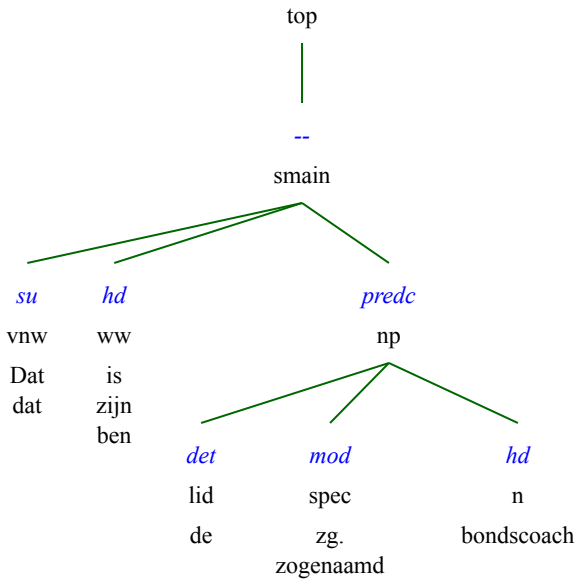 top
--
smain
su hd predc
vnw ww np
Dat is
dat zijn
ben
det mod hd
lid spec n
de zg. bondscoach
zogenaamd